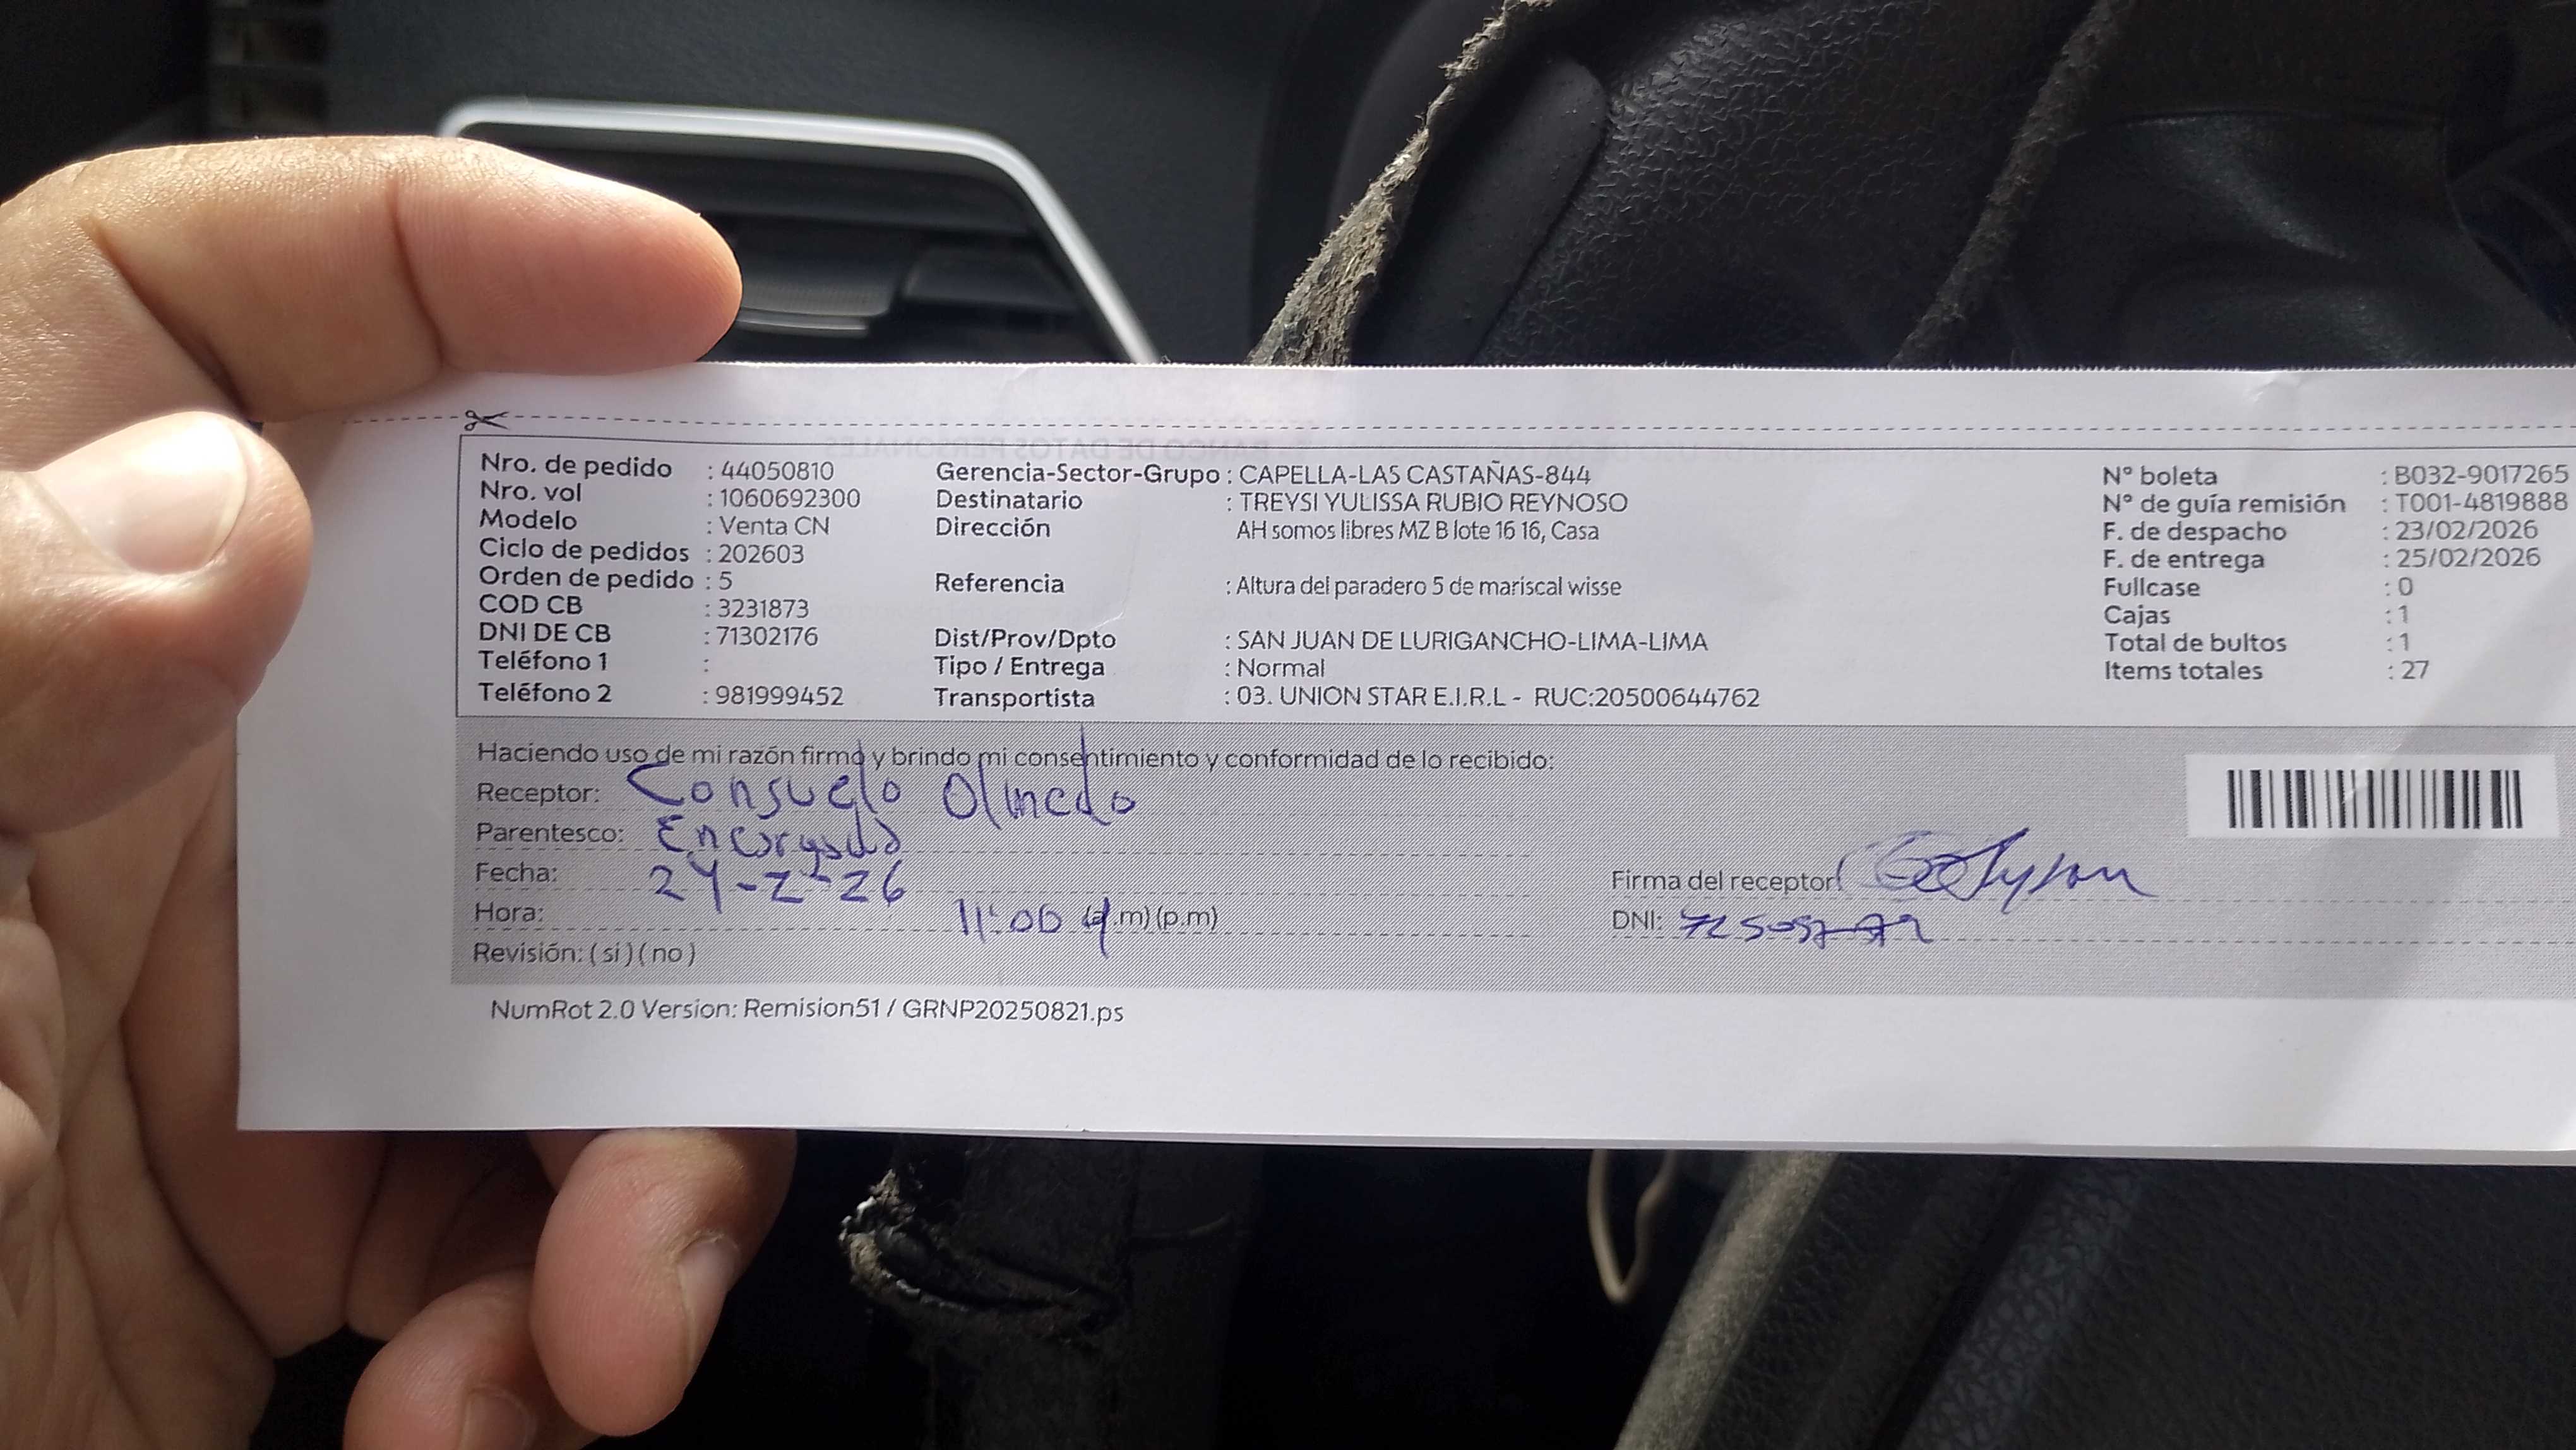 Nro. de pedido : 44050810
Nro. vol : 1060692300
Modelo : Venta CN
Ciclo de pedidos : 202603
Orden de pedido : 5
COD CB : 3231873
DNI DE CB : 71302176
Teléfono 1 :
Teléfono 2 : 981999452
Gerencia-Sector-Grupo : CAPELLA-LAS CASTAÑAS-844
Destinatario : TREYSI YULISSA RUBIO REYNOSO
Dirección AH somos libres MZ B lote 16 16, Casa
Referencia : Altura del paradero 5 de mariscal wisse
Dist/Prov/Dpto : SAN JUAN DE LURIGANCHO-LIMA-LIMA
Tipo / Entrega : Normal
Transportista : 03. UNION STAR E.I.R.L - RUC:20500644762
N° boleta : B032-9017265
N° de guía remisión : T001-4819888
F. de despacho : 23/02/2026
F. de entrega : 25/02/2026
Fullcase : 0
Cajas : 1
Total de bultos : 1
Items totales : 27
Haciendo uso de mi razón firmo y brindo mi consentimiento y conformidad de lo recibido:
Receptor: Consuelo Olmedo
Parentesco: Encargado
Fecha: 24-2-26
Hora: 11:00 (a.m) (p.m)
Revisión: ( si ) ( no )
Firma del receptor:
DNI:
NumRot 2.0 Version: Remision51 / GRNP20250821.ps